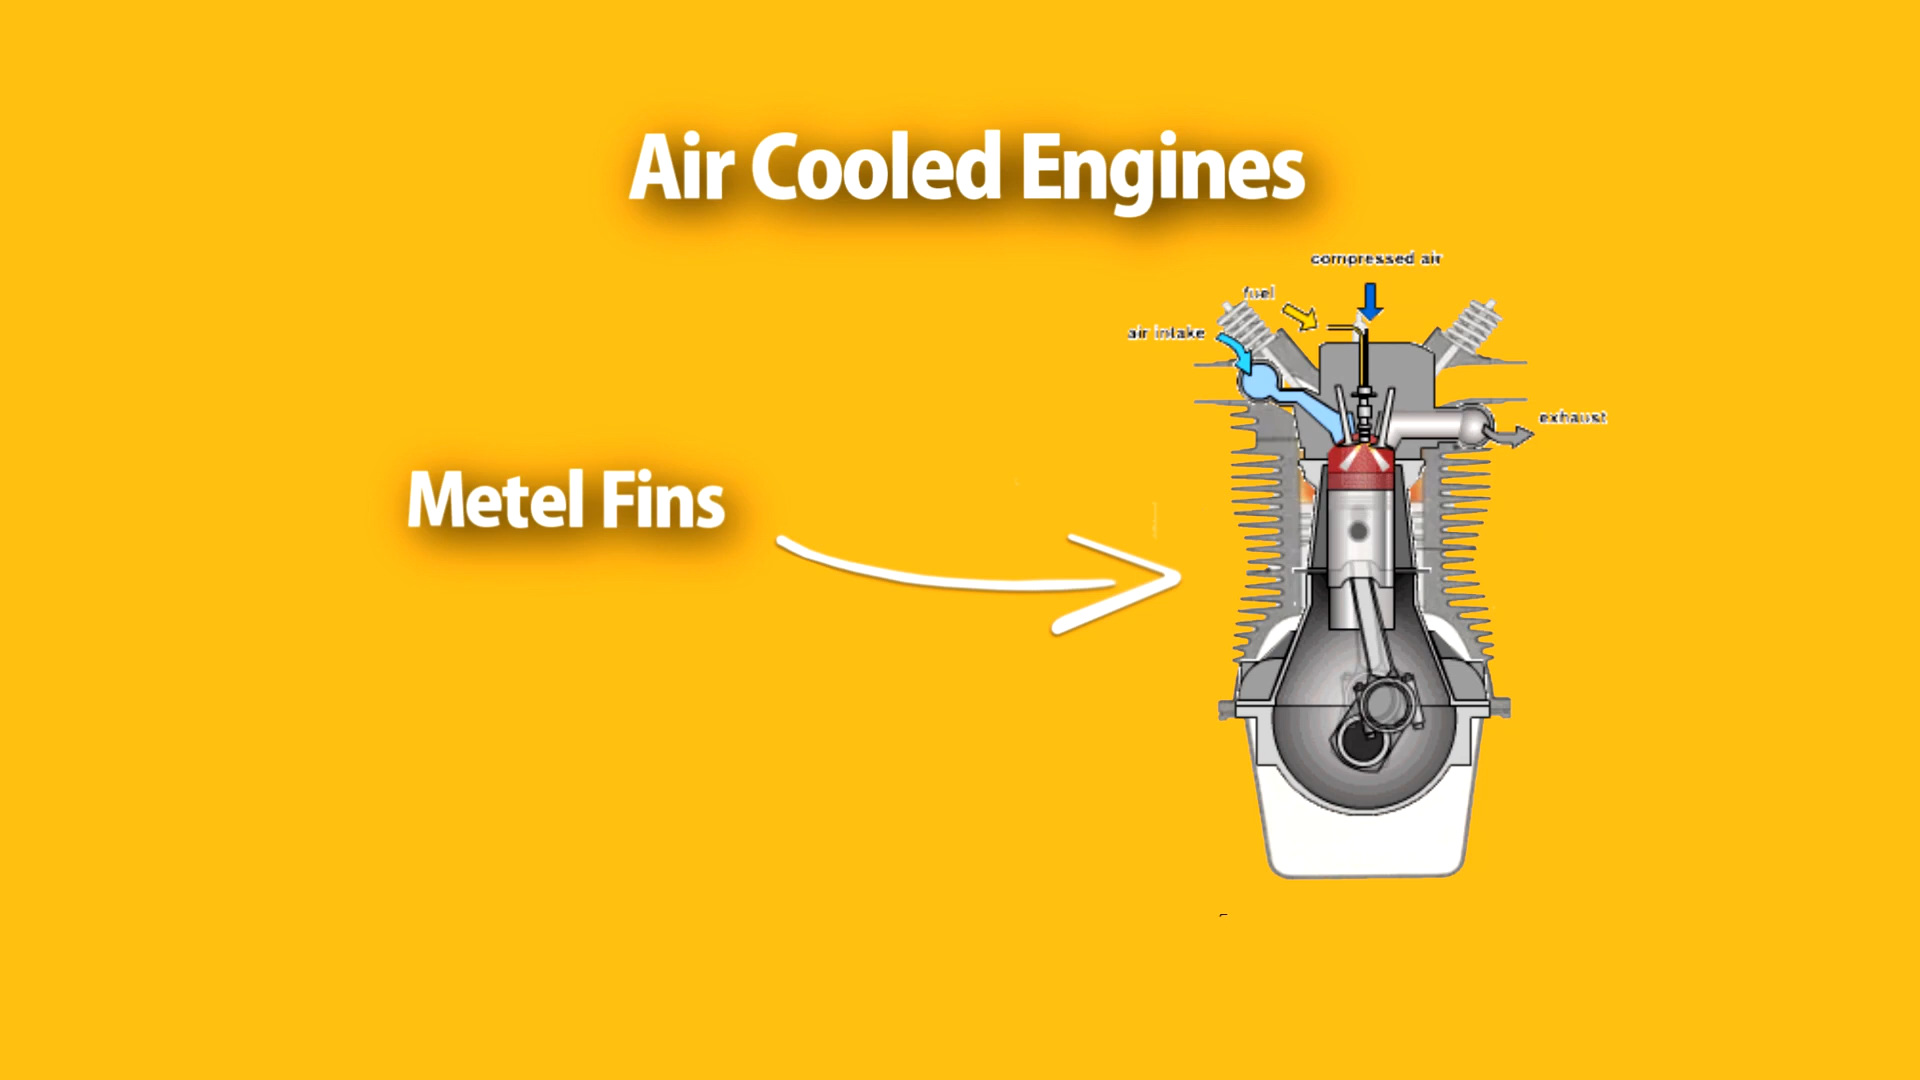 Air Cooled Engines
compressed air
fuel
air intake
exhaust
Metel Fins